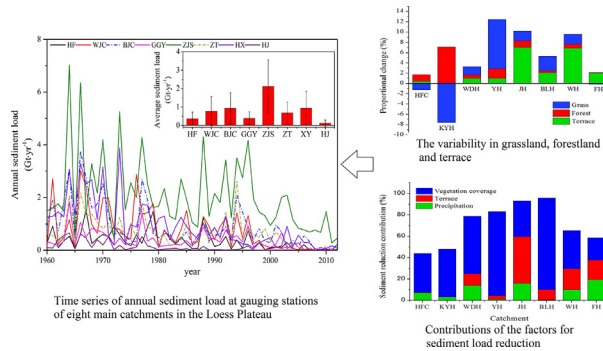 HF WJC BJC GGY ZJS ZT HX HJ
8
6
4
2
0
Annual sediment load
(Gt·yr⁻¹)
4
3
2
1
0
Average sediment load
(Gt·yr⁻¹)
HF WJC BJC GGY ZJS ZT XY HJ
1960 1970 1980 1990 2000 2010
year
Time series of annual sediment load at gauging stations
of eight main catchments in the Loess Plateau
14
12
10
8
6
4
2
0
-2
-4
-6
-8
-10
Proportional change (%)
HFC KYH WDH YH JH BLH WH FH
Grass
Forest
Terrace
The variability in grassland, forestland
and terrace
100
80
60
40
20
0
Sediment reduction contribution (%)
Vegetation coverage
Terrace
Precipitation
HFC KYH WDH YH JH BLH WH FH
Catchment
Contributions of the factors for
sediment load reduction